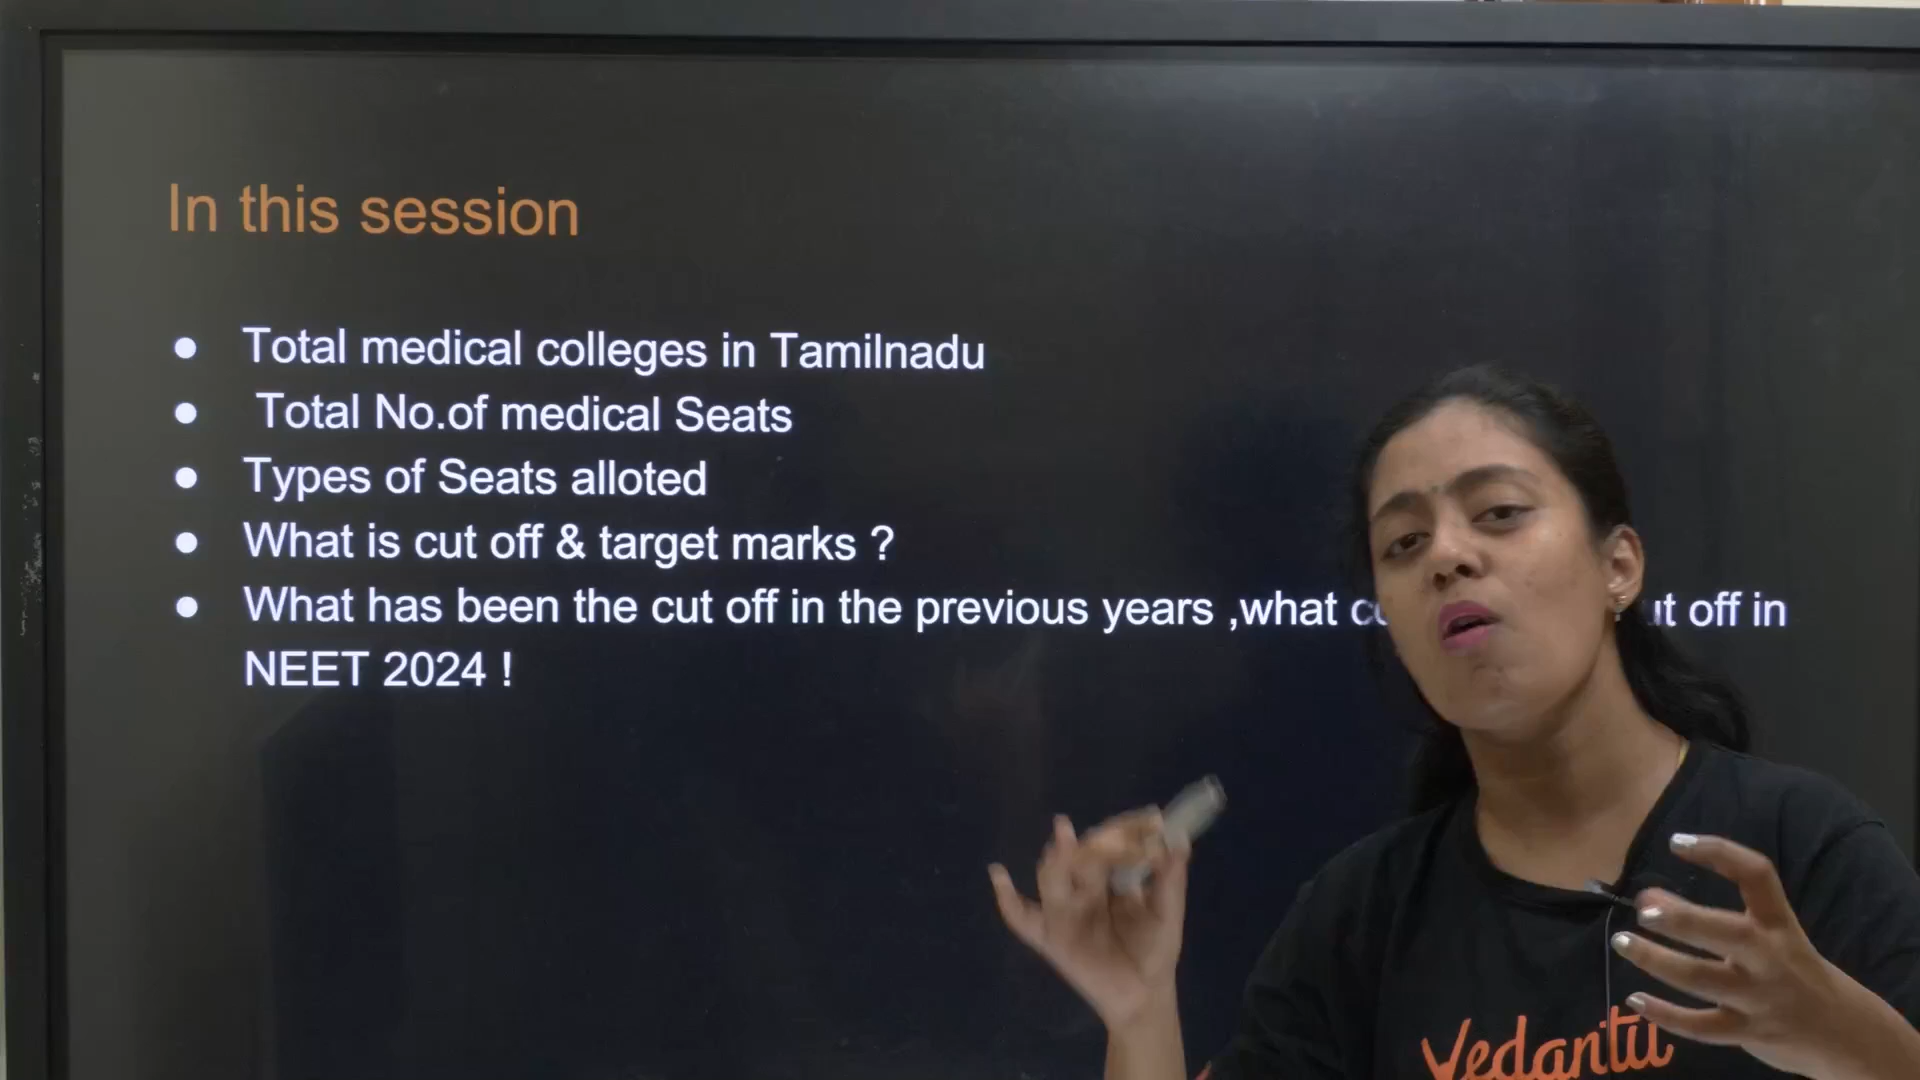 In this session
● Total medical colleges in Tamilnadu
● Total No.of medical Seats
● Types of Seats alloted
● What is cut off & target marks ?
● What has been the cut off in the previous years ,what off in
NEET 2024 !
Vedantu